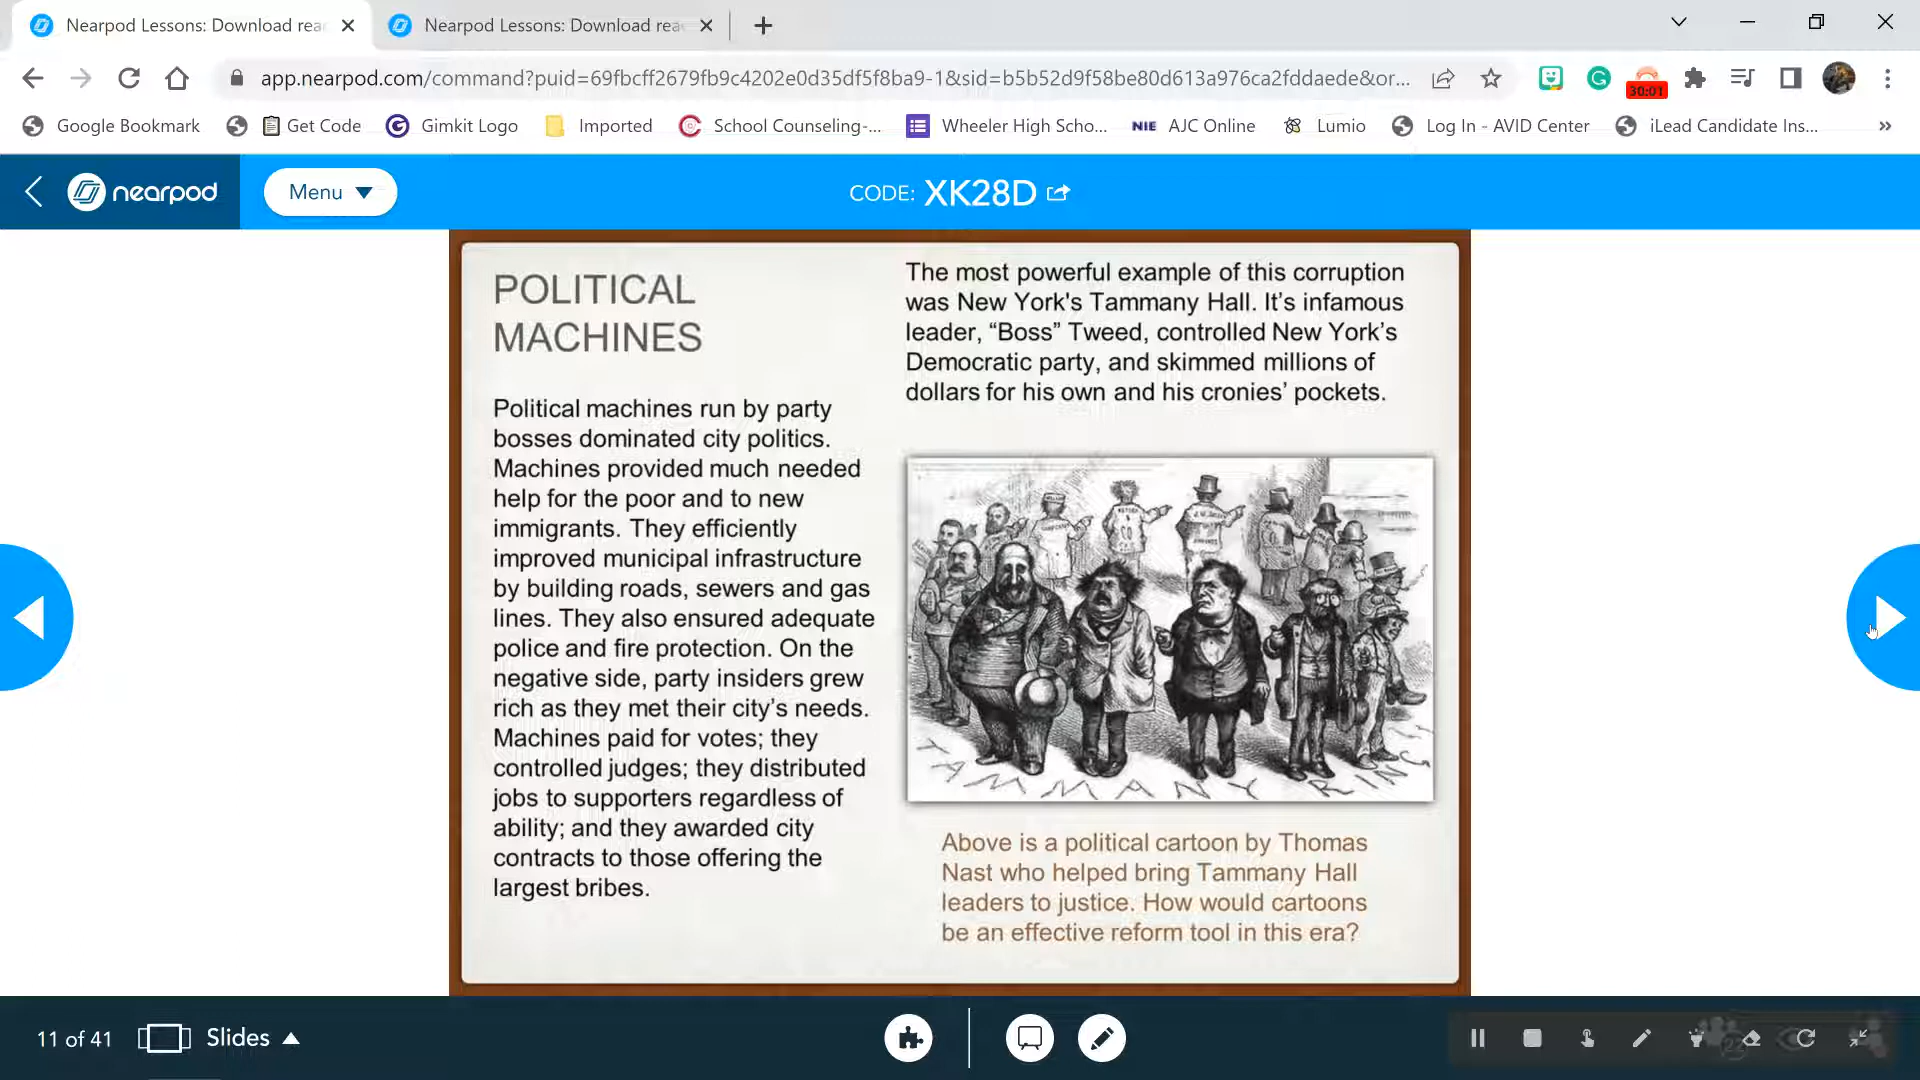 Nearpod Lessons: Download rea
Nearpod Lessons: Download rea
app.nearpod.com/command?puid=69fbcff2679fb9c4202e0d35df5f8ba9-1&sid=b5b52d9f58be80d613a976ca2fddaede&or...
30:01
Google Bookmark
Get Code
Gimkit Logo
Imported
School Counseling-...
Wheeler High Scho...
NIE AJC Online
Lumio
Log In - AVID Center
iLead Candidate Ins...
nearpod
Menu
CODE: XK28D
POLITICAL
MACHINES
Political machines run by party
bosses dominated city politics.
Machines provided much needed
help for the poor and to new
immigrants. They efficiently
improved municipal infrastructure
by building roads, sewers and gas
lines. They also ensured adequate
police and fire protection. On the
negative side, party insiders grew
rich as they met their city's needs.
Machines paid for votes; they
controlled judges; they distributed
jobs to supporters regardless of
ability; and they awarded city
contracts to those offering the
largest bribes.
The most powerful example of this corruption
was New York's Tammany Hall. It's infamous
leader, “Boss” Tweed, controlled New York's
Democratic party, and skimmed millions of
dollars for his own and his cronies' pockets.
TAMMANY RING
Above is a political cartoon by Thomas
Nast who helped bring Tammany Hall
leaders to justice. How would cartoons
be an effective reform tool in this era?
11 of 41
Slides